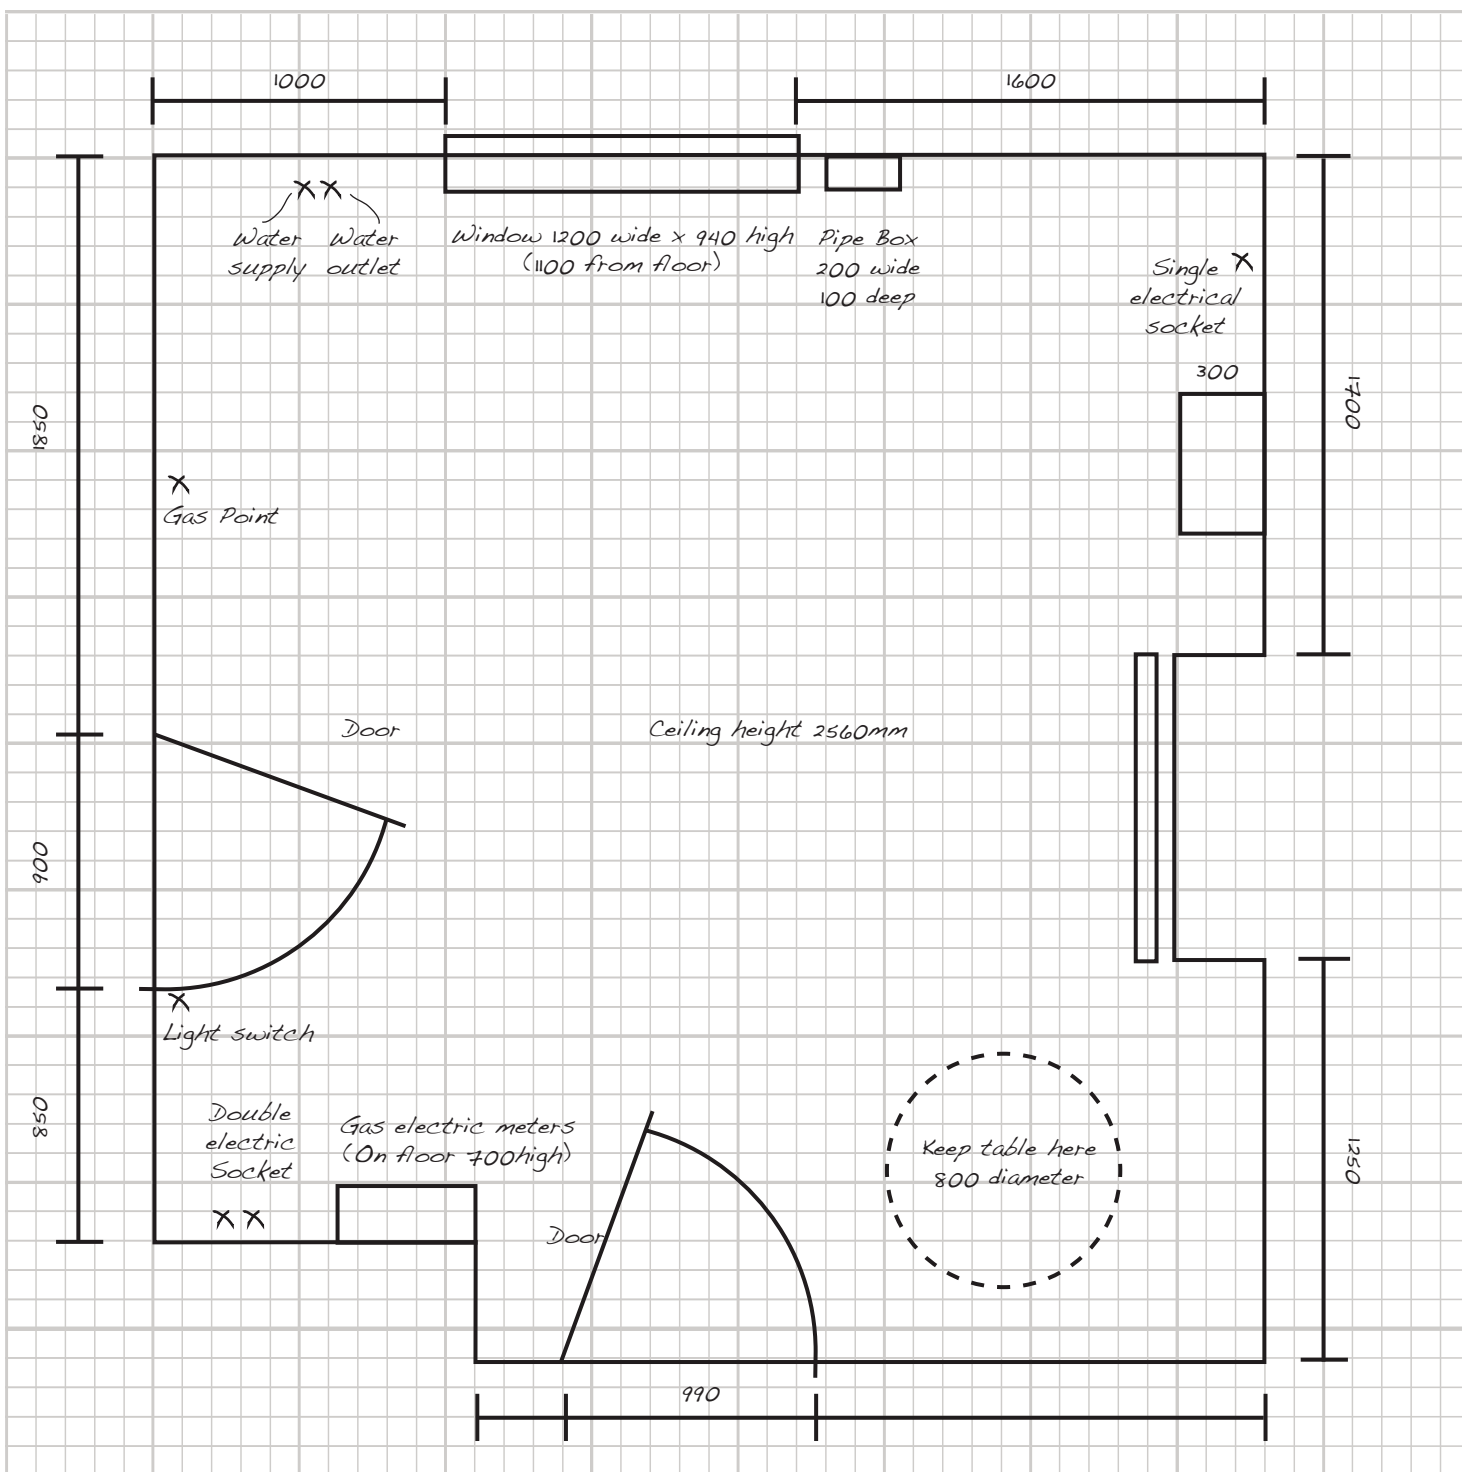 1000
1600
Water
supply
Water
outlet
Window 1200 wide x 940 high
(1100 from floor)
Pipe Box
200 wide
100 deep
Single
electrical
socket
300
1850
1700
Gas Point
Door
Ceiling height 2560mm
900
Light switch
850
Double
electric
Socket
Gas electric meters
(On floor 700high)
Door
Keep table here
800 diameter
1250
990